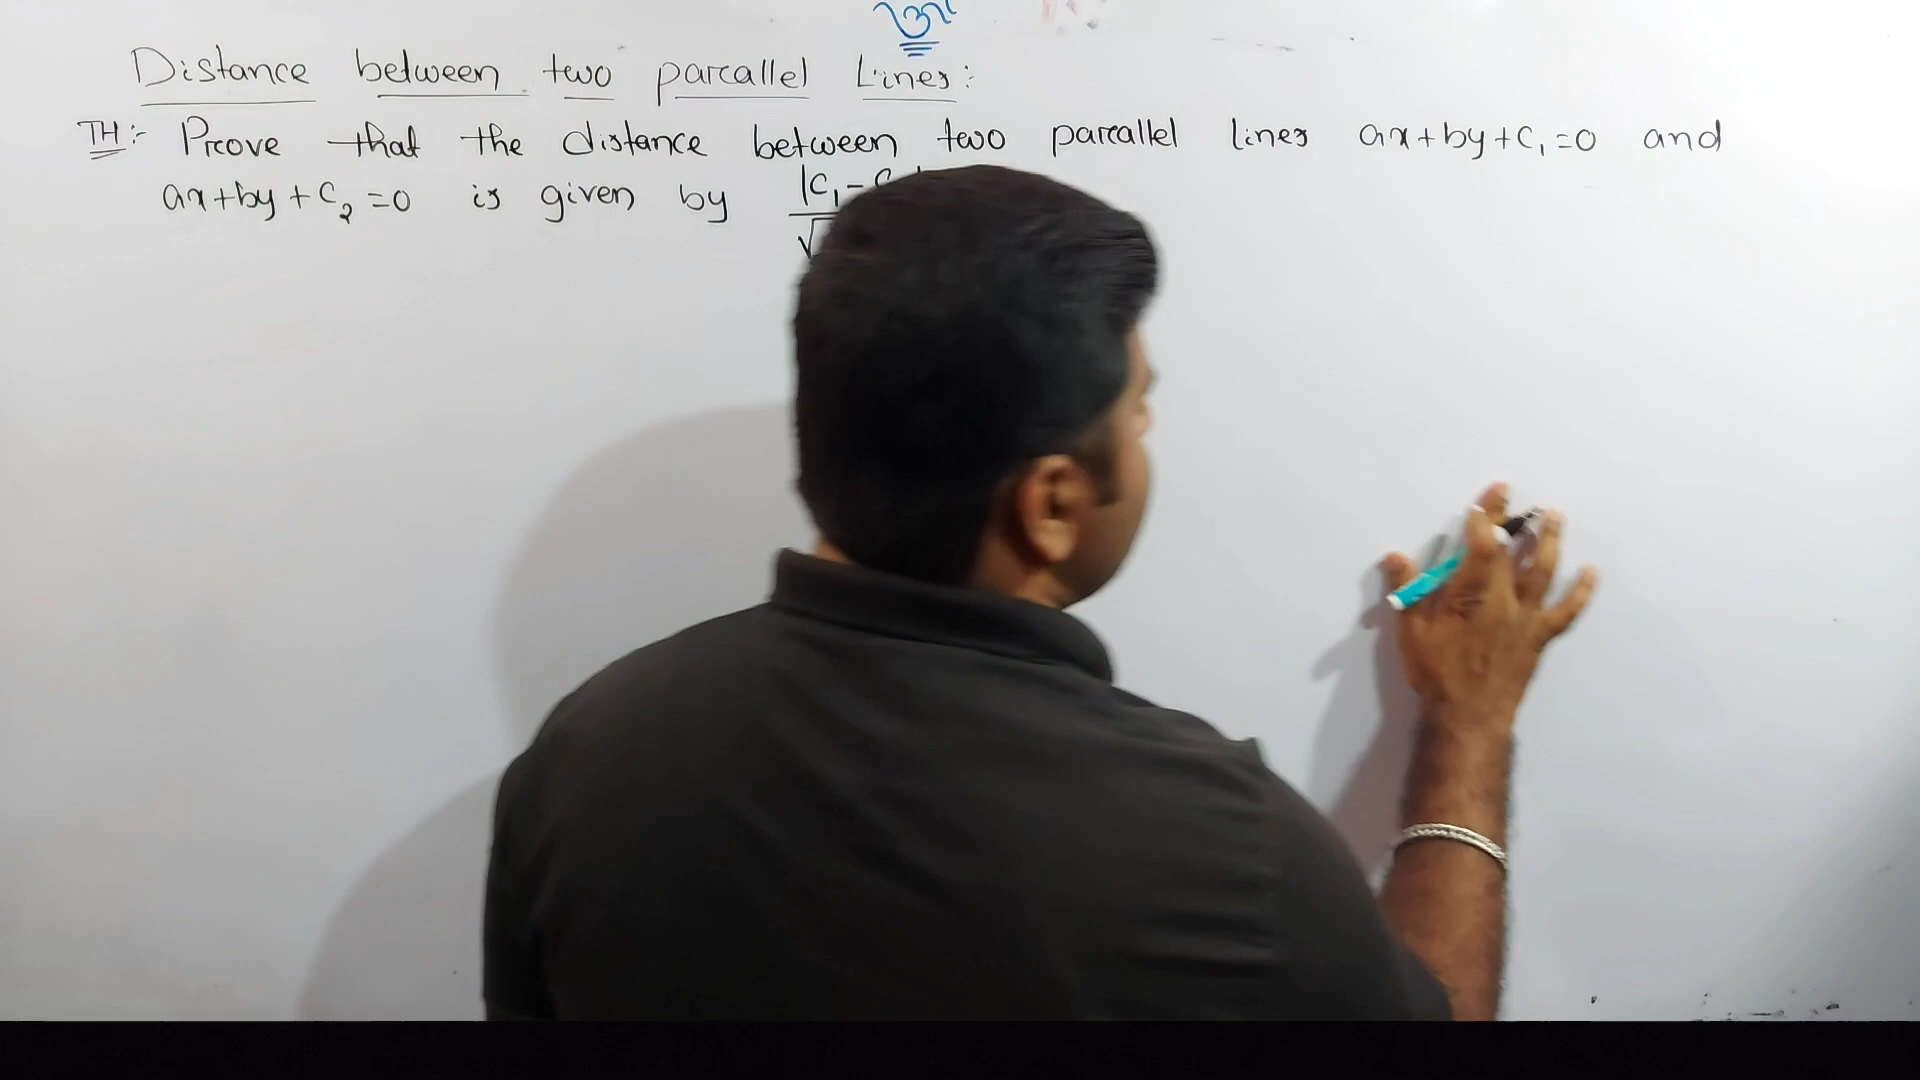 Distance between two parallel Lines:
TH:- Prove that the distance between two parallel lines ax+by+c₁=0 and
ax+by+c₂=0 is given by |c₁-
√